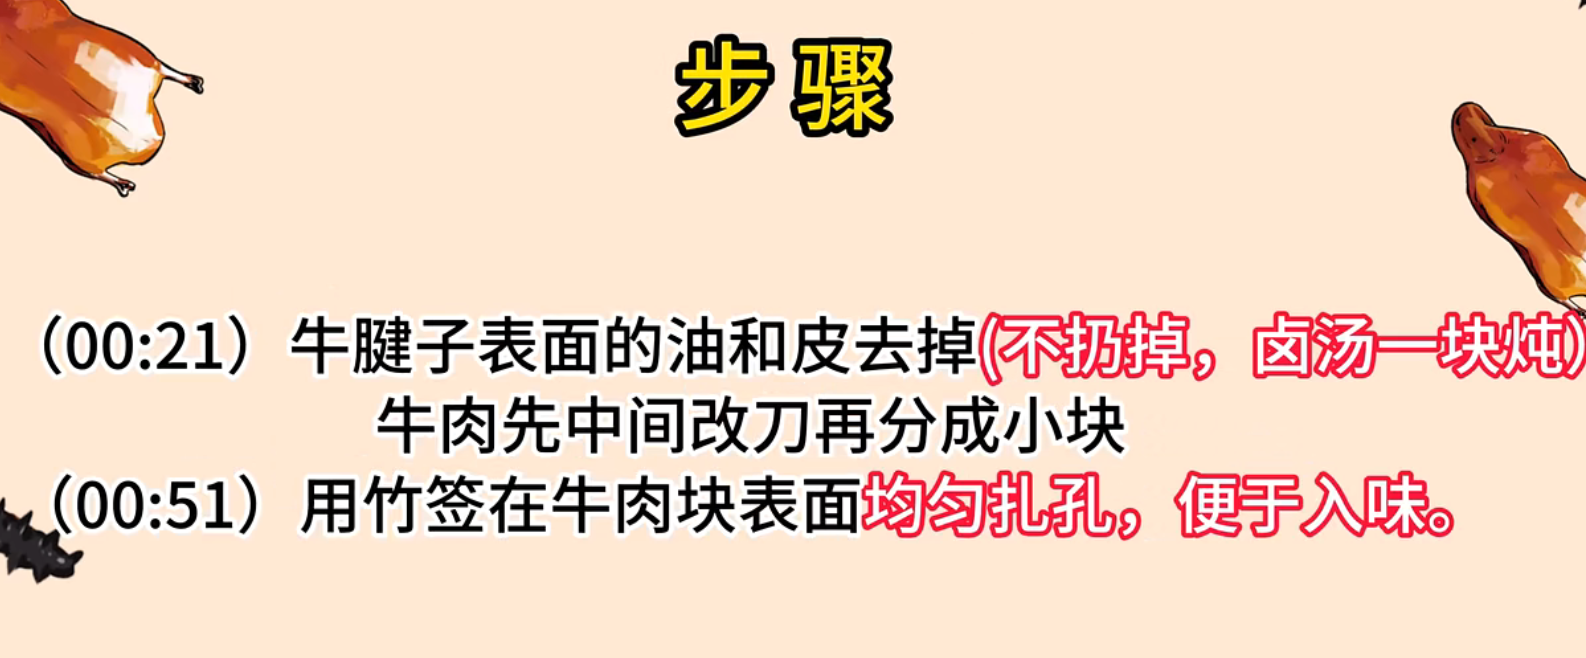 步骤
（00:21）牛腱子表面的油和皮去掉(不扔掉，卤汤一块炖)
牛肉先中间改刀再分成小块
（00:51）用竹签在牛肉块表面均匀扎孔，便于入味。